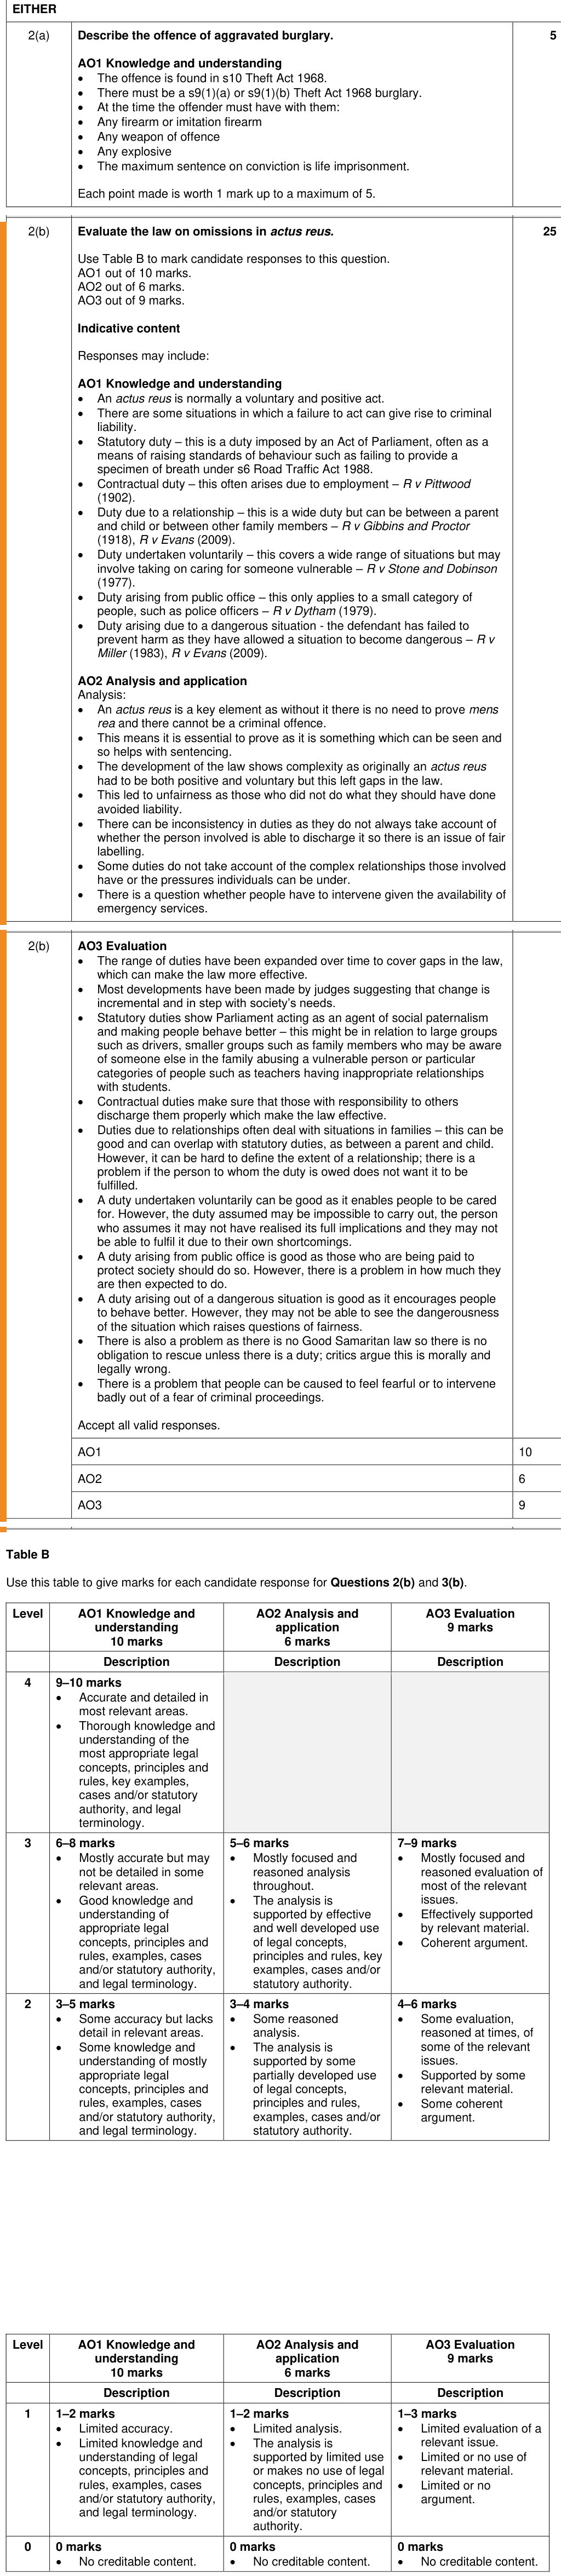 EITHER
2(a) Describe the offence of aggravated burglary. 5
AO1 Knowledge and understanding
• The offence is found in s10 Theft Act 1968.
• There must be a s9(1)(a) or s9(1)(b) Theft Act 1968 burglary.
• At the time the offender must have with them:
• Any firearm or imitation firearm
• Any weapon of offence
• Any explosive
• The maximum sentence on conviction is life imprisonment.
Each point made is worth 1 mark up to a maximum of 5.
2(b) Evaluate the law on omissions in actus reus. 25
Use Table B to mark candidate responses to this question.
AO1 out of 10 marks.
AO2 out of 6 marks.
AO3 out of 9 marks.
Indicative content
Responses may include:
AO1 Knowledge and understanding
• An actus reus is normally a voluntary and positive act.
• There are some situations in which a failure to act can give rise to criminal
liability.
• Statutory duty – this is a duty imposed by an Act of Parliament, often as a
means of raising standards of behaviour such as failing to provide a
specimen of breath under s6 Road Traffic Act 1988.
• Contractual duty – this often arises due to employment – R v Pittwood
(1902).
• Duty due to a relationship – this is a wide duty but can be between a parent
and child or between other family members – R v Gibbins and Proctor
(1918), R v Evans (2009).
• Duty undertaken voluntarily – this covers a wide range of situations but may
involve taking on caring for someone vulnerable – R v Stone and Dobinson
(1977).
• Duty arising from public office – this only applies to a small category of
people, such as police officers – R v Dytham (1979).
• Duty arising due to a dangerous situation - the defendant has failed to
prevent harm as they have allowed a situation to become dangerous – R v
Miller (1983), R v Evans (2009).
AO2 Analysis and application
Analysis:
• An actus reus is a key element as without it there is no need to prove mens
rea and there cannot be a criminal offence.
• This means it is essential to prove as it is something which can be seen and
so helps with sentencing.
• The development of the law shows complexity as originally an actus reus
had to be both positive and voluntary but this left gaps in the law.
• This led to unfairness as those who did not do what they should have done
avoided liability.
• There can be inconsistency in duties as they do not always take account of
whether the person involved is able to discharge it so there is an issue of fair
labelling.
• Some duties do not take account of the complex relationships those involved
have or the pressures individuals can be under.
• There is a question whether people have to intervene given the availability of
emergency services.
2(b) AO3 Evaluation
• The range of duties have been expanded over time to cover gaps in the law,
which can make the law more effective.
• Most developments have been made by judges suggesting that change is
incremental and in step with society's needs.
• Statutory duties show Parliament acting as an agent of social paternalism
and making people behave better – this might be in relation to large groups
such as drivers, smaller groups such as family members who may be aware
of someone else in the family abusing a vulnerable person or particular
categories of people such as teachers having inappropriate relationships
with students.
• Contractual duties make sure that those with responsibility to others
discharge them properly which make the law effective.
• Duties due to relationships often deal with situations in families – this can be
good and can overlap with statutory duties, as between a parent and child.
However, it can be hard to define the extent of a relationship; there is a
problem if the person to whom the duty is owed does not want it to be
fulfilled.
• A duty undertaken voluntarily can be good as it enables people to be cared
for. However, the duty assumed may be impossible to carry out, the person
who assumes it may not have realised its full implications and they may not
be able to fulfil it due to their own shortcomings.
• A duty arising from public office is good as those who are being paid to
protect society should do so. However, there is a problem in how much they
are then expected to do.
• A duty arising out of a dangerous situation is good as it encourages people
to behave better. However, they may not be able to see the dangerousness
of the situation which raises questions of fairness.
• There is also a problem as there is no Good Samaritan law so there is no
obligation to rescue unless there is a duty; critics argue this is morally and
legally wrong.
• There is a problem that people can be caused to feel fearful or to intervene
badly out of a fear of criminal proceedings.
Accept all valid responses.
AO1 10
AO2 6
AO3 9
Table B
Use this table to give marks for each candidate response for Questions 2(b) and 3(b).
Level
AO1 Knowledge and
understanding
10 marks
AO2 Analysis and
application
6 marks
AO3 Evaluation
9 marks
Description
Description
Description
4
9–10 marks
• Accurate and detailed in
most relevant areas.
• Thorough knowledge and
understanding of the
most appropriate legal
concepts, principles and
rules, key examples,
cases and/or statutory
authority, and legal
terminology.
3
6–8 marks
• Mostly accurate but may
not be detailed in some
relevant areas.
• Good knowledge and
understanding of
appropriate legal
concepts, principles and
rules, examples, cases
and/or statutory authority,
and legal terminology.
5–6 marks
• Mostly focused and
reasoned analysis
throughout.
• The analysis is
supported by effective
and well developed use
of legal concepts,
principles and rules, key
examples, cases and/or
statutory authority.
7–9 marks
• Mostly focused and
reasoned evaluation of
most of the relevant
issues.
• Effectively supported
by relevant material.
• Coherent argument.
2
3–5 marks
• Some accuracy but lacks
detail in relevant areas.
• Some knowledge and
understanding of mostly
appropriate legal
concepts, principles and
rules, examples, cases
and/or statutory authority,
and legal terminology.
3–4 marks
• Some reasoned
analysis.
• The analysis is
supported by some
partially developed use
of legal concepts,
principles and rules,
examples, cases and/or
statutory authority.
4–6 marks
• Some evaluation,
reasoned at times, of
some of the relevant
issues.
• Supported by some
relevant material.
• Some coherent
argument.
Level
AO1 Knowledge and
understanding
10 marks
AO2 Analysis and
application
6 marks
AO3 Evaluation
9 marks
Description
Description
Description
1
1–2 marks
• Limited accuracy.
• Limited knowledge and
understanding of legal
concepts, principles and
rules, examples, cases
and/or statutory authority,
and legal terminology.
1–2 marks
• Limited analysis.
• The analysis is
supported by limited use
or makes no use of legal
concepts, principles and
rules, examples, cases
and/or statutory
authority.
1–3 marks
• Limited evaluation of a
relevant issue.
• Limited or no use of
relevant material.
• Limited or no
argument.
0
0 marks
• No creditable content.
0 marks
• No creditable content.
0 marks
• No creditable content.